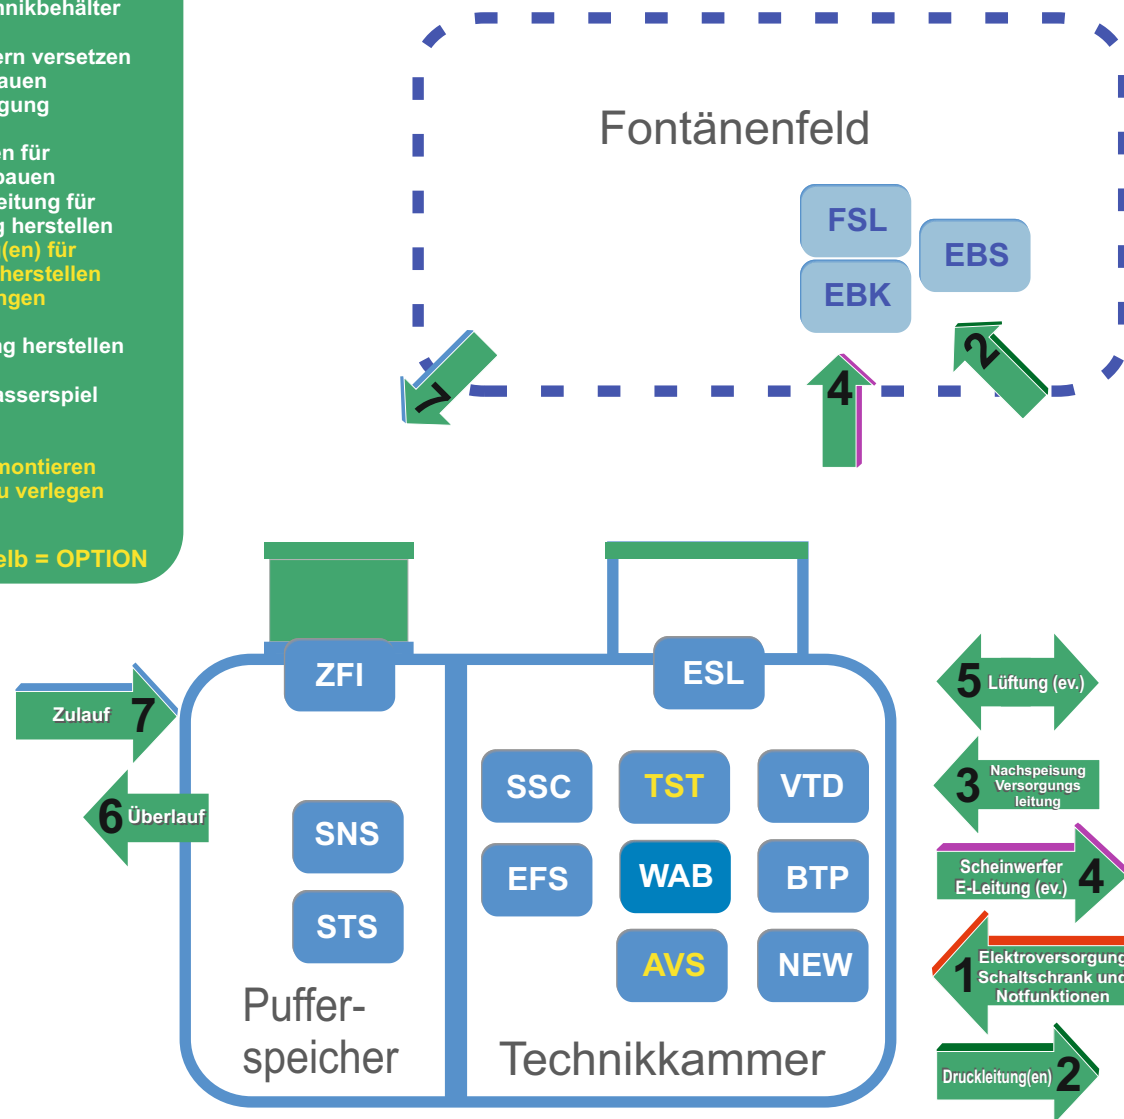 hnikbehälter
ern versetzen
auen
gung
en für
bauen
eitung für
g herstellen
g(en) für
herstellen
ngen
ng herstellen
asserspiel
montieren
u verlegen
elb = OPTION
Fontänenfeld
FSL
EBS
EBK
2
4
7
ZFI
ESL
Zulauf 7
5 Lüftung (ev.)
SSC
TST
VTD
3
Nachspeisung
Versorgungs
leitung
6 Überlauf
SNS
EFS
WAB
BTP
Scheinwerfer
E-Leitung (ev.)
4
STS
AVS
NEW
1
Elektroversorgung
Schaltschrank und
Notfunktionen
Puffer-
speicher
Technikkammer
Druckleitung(en) 2